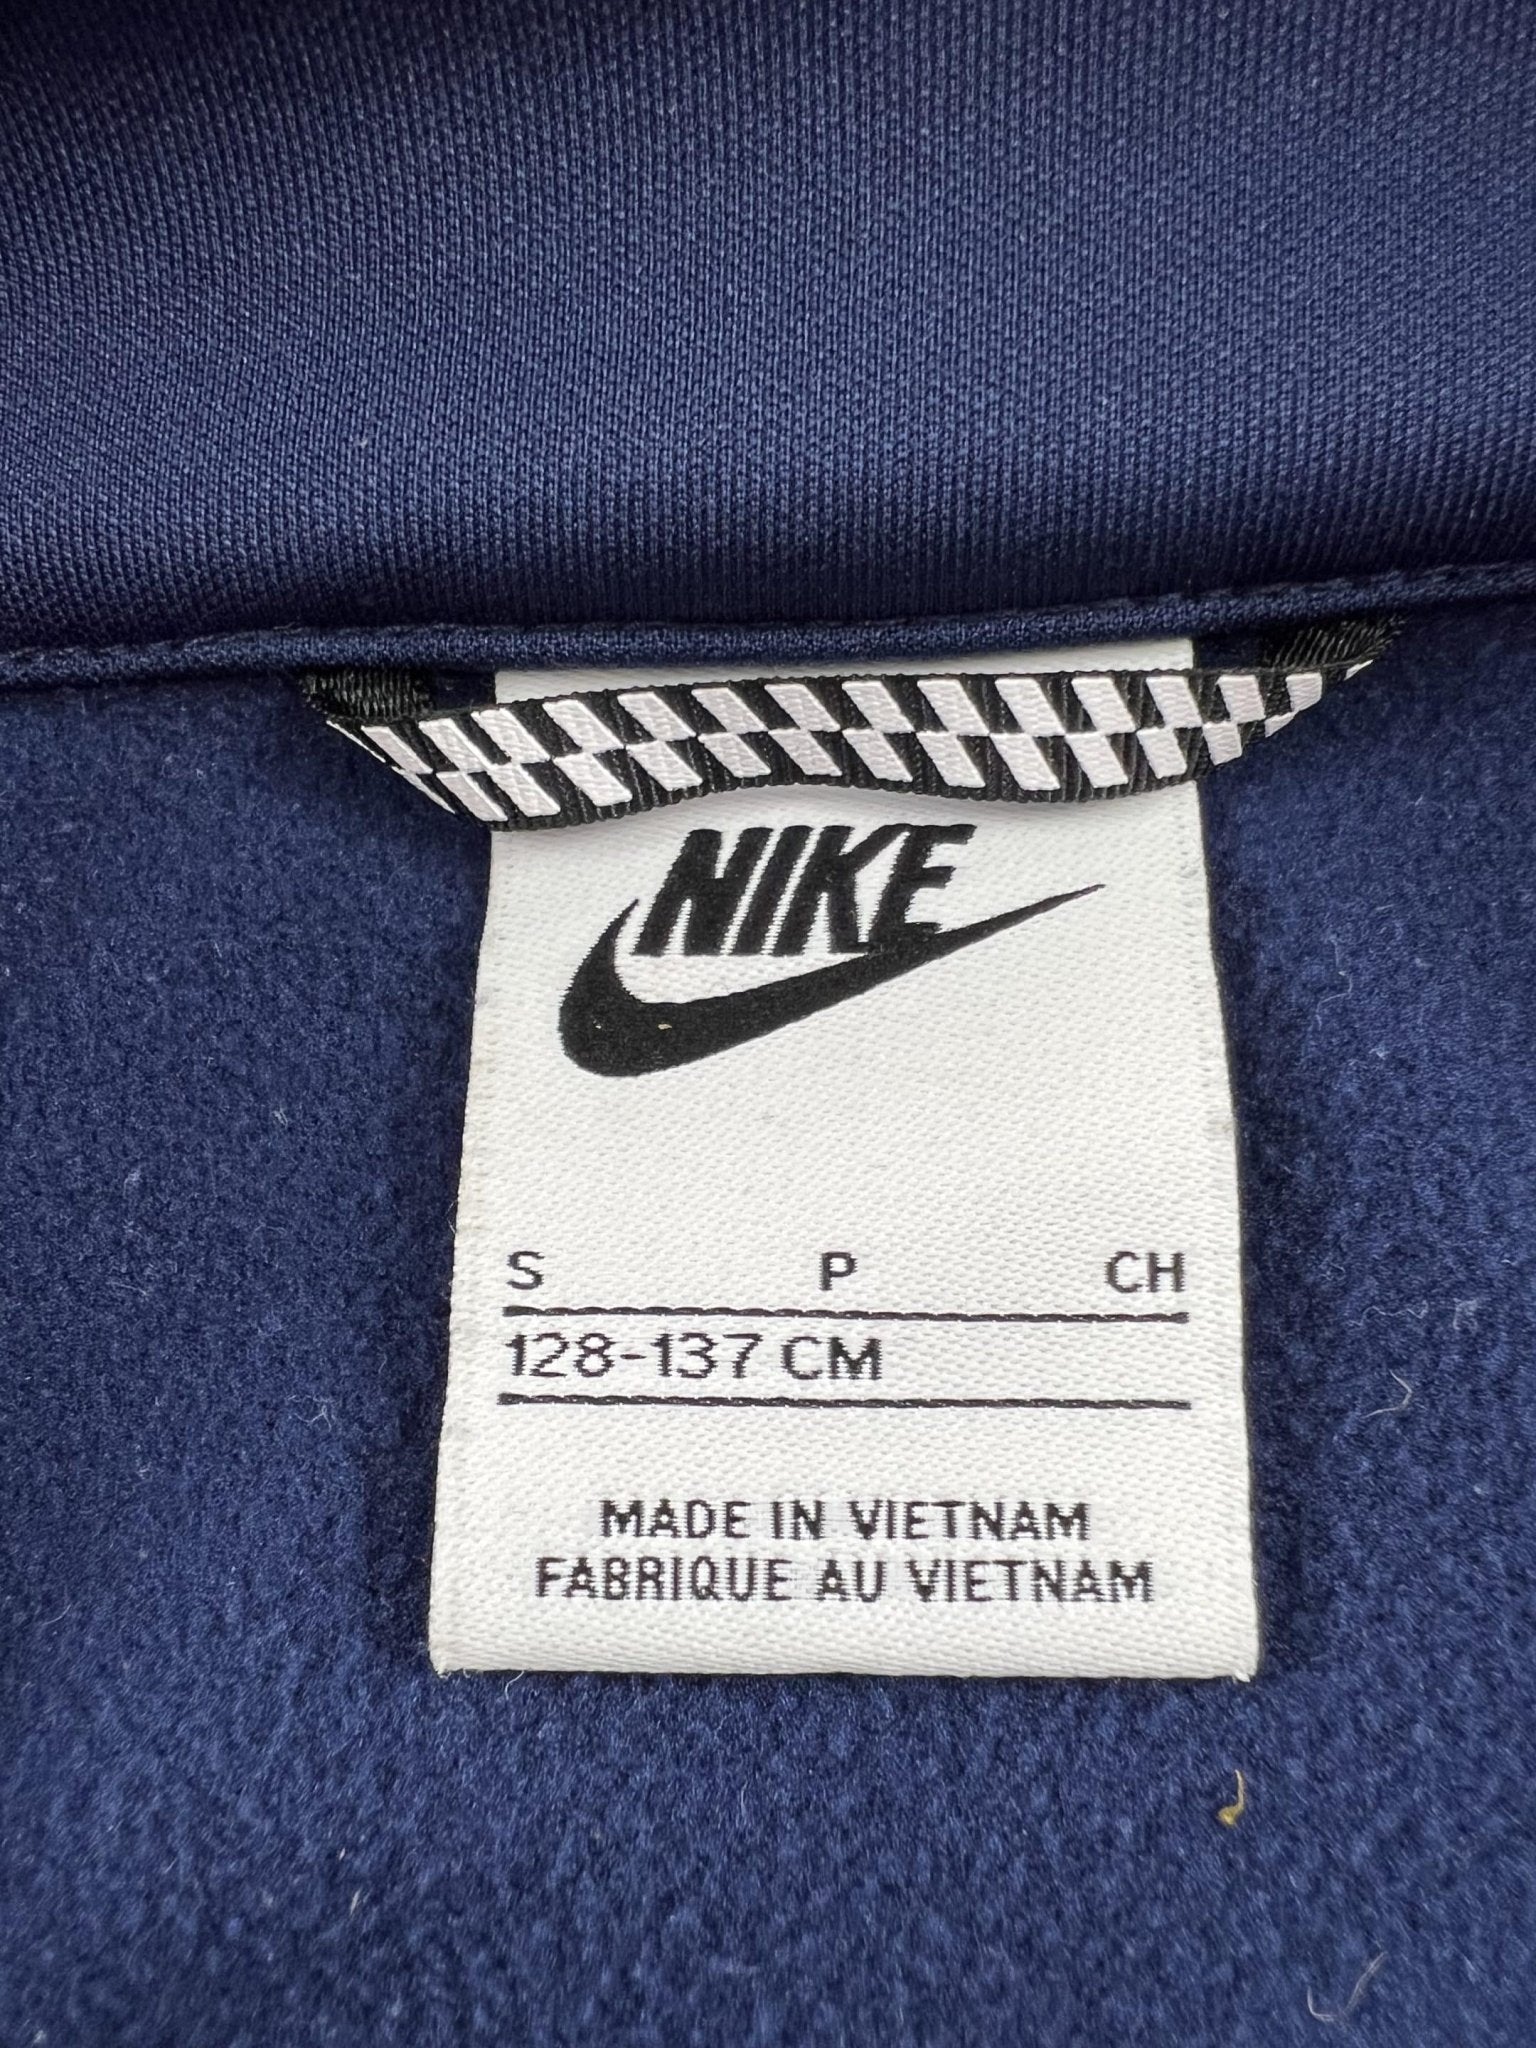 NIKE
S P CH
128-137 CM
MADE IN VIETNAM
FABRIQUE AU VIETNAM